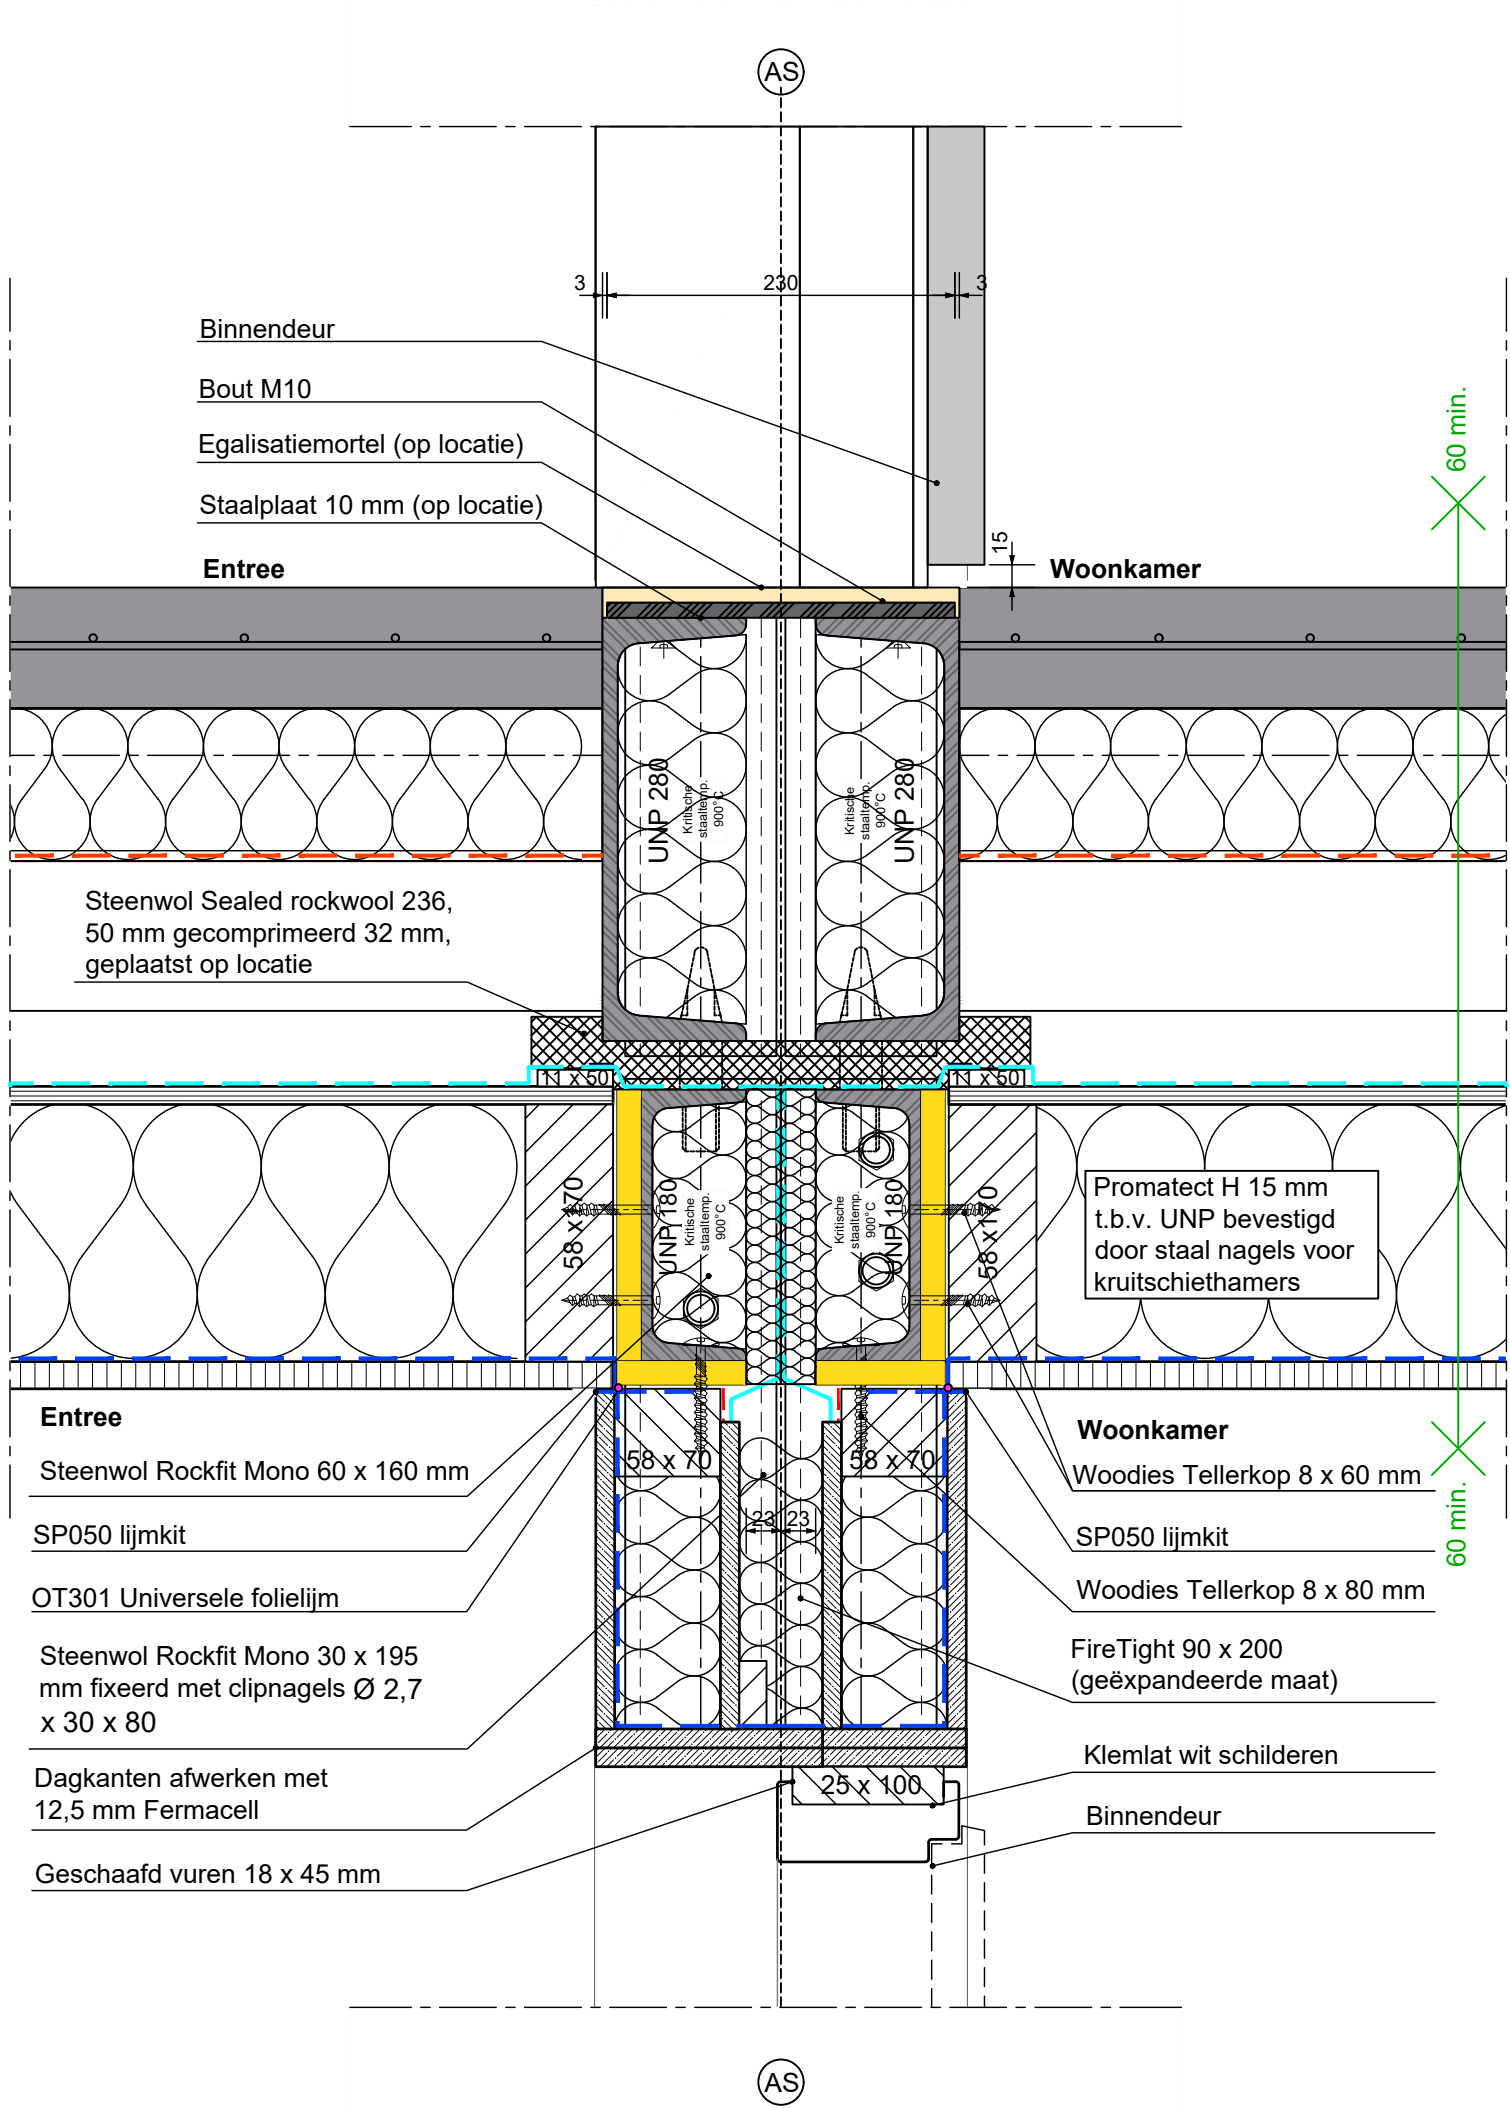 AS
3
230
3
Binnendeur
Bout M10
Egalisatiemortel (op locatie)
Staalplaat 10 mm (op locatie)
60 min.
15
Entree
Woonkamer
UNP 280
Kritische
staaltemp.
900°C
Kritische
staaltemp.
900°C
UNP 280
Steenwol Sealed rockwool 236,
50 mm gecomprimeerd 32 mm,
geplaatst op locatie
11 x 50
11 x 50
58 x170
UNP 180
Kritische
staaltemp.
900°C
Kritische
staaltemp.
900°C
UNP 180
58 x170
Promatect H 15 mm
t.b.v. UNP bevestigd
door staal nagels voor
kruitschiethamers
Entree
Woonkamer
Steenwol Rockfit Mono 60 x 160 mm
58 x 70
58 x 70
Woodies Tellerkop 8 x 60 mm
23
23
60 min.
SP050 lijmkit
SP050 lijmkit
OT301 Universele folielijm
Woodies Tellerkop 8 x 80 mm
Steenwol Rockfit Mono 30 x 195
mm fixeerd met clipnagels Ø 2,7
x 30 x 80
FireTight 90 x 200
(geëxpandeerde maat)
Dagkanten afwerken met
12,5 mm Fermacell
25 x 100
Klemlat wit schilderen
Binnendeur
Geschaafd vuren 18 x 45 mm
AS